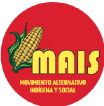 MAIS
MOVIMIENTO ALTERNATIVO
INDÍGENA Y SOCIAL